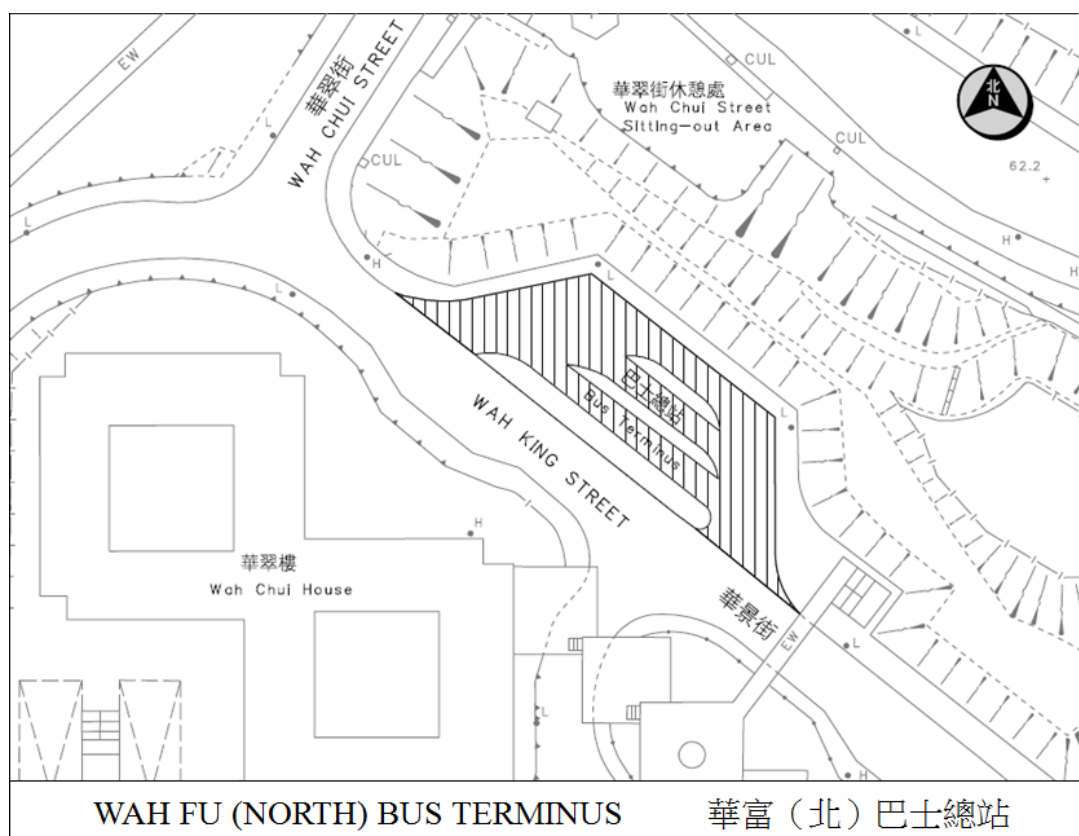 EW
華翠街
WAH CHUI STREET
L
L
L
CUL
H
華翠街休憩處
Wah Chui Street
Sitting-out Area
CUL
CUL
L
北
N
62.2
H
H
L
巴士總站
Bus Terminus
L
WAH KING STREET
華景街
EW
L
H
華翠樓
Wah Chui House
L
H
WAH FU (NORTH) BUS TERMINUS
華富（北）巴士總站